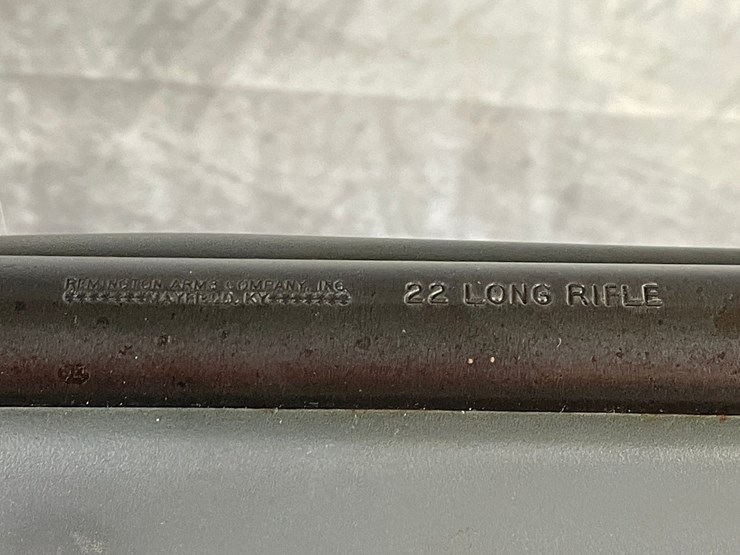 REMINGTON ARMS COMPANY, INC.
MAYFIELD, KY
22 LONG RIFLE